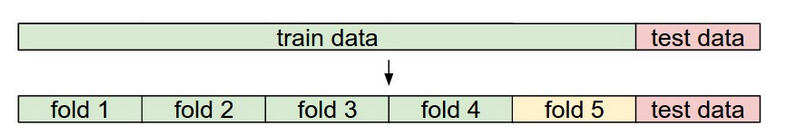 train data test data
fold 1 fold 2 fold 3 fold 4 fold 5 test data